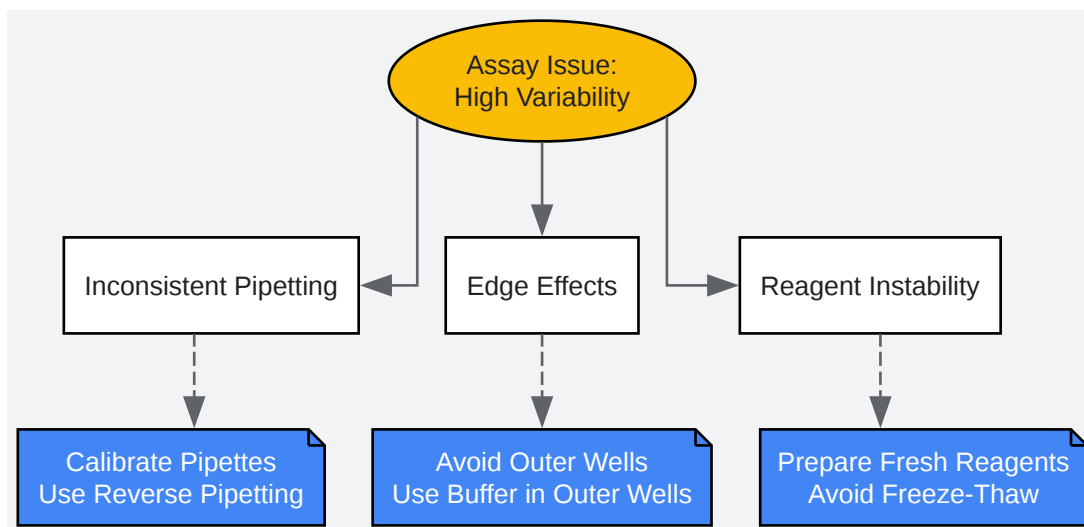 Assay Issue:
High Variability
Inconsistent Pipetting
Edge Effects
Reagent Instability
Calibrate Pipettes
Use Reverse Pipetting
Avoid Outer Wells
Use Buffer in Outer Wells
Prepare Fresh Reagents
Avoid Freeze-Thaw